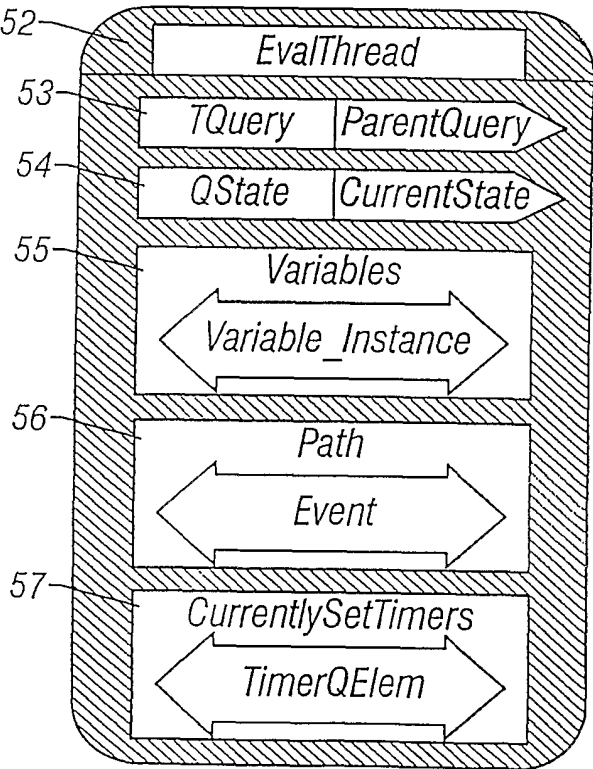 52
EvalThread
53
TQuery ParentQuery
54
QState CurrentState
55
Variables
Variable_Instance
56
Path
Event
57
CurrentlySetTimers
TimerQElem